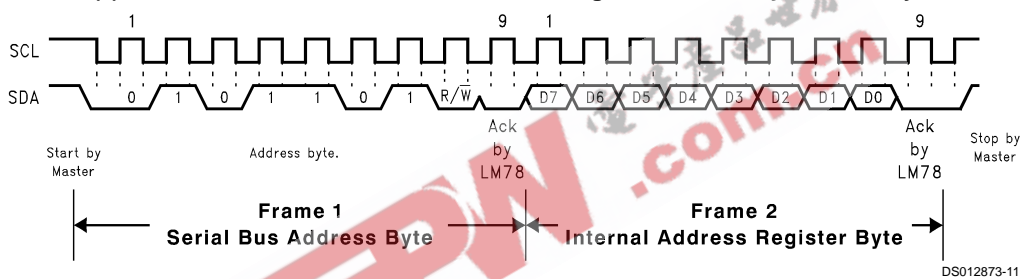 1 9 1 9
SCL
SDA 0 1 0 1 1 0 1 R/W D7 D6 D5 D4 D3 D2 D1 D0
Start by
Master
Address byte.
Ack
by
LM78
Ack
by
LM78
Stop by
Master
Frame 1
Serial Bus Address Byte
Frame 2
Internal Address Register Byte
DS012873-11
.com.cn